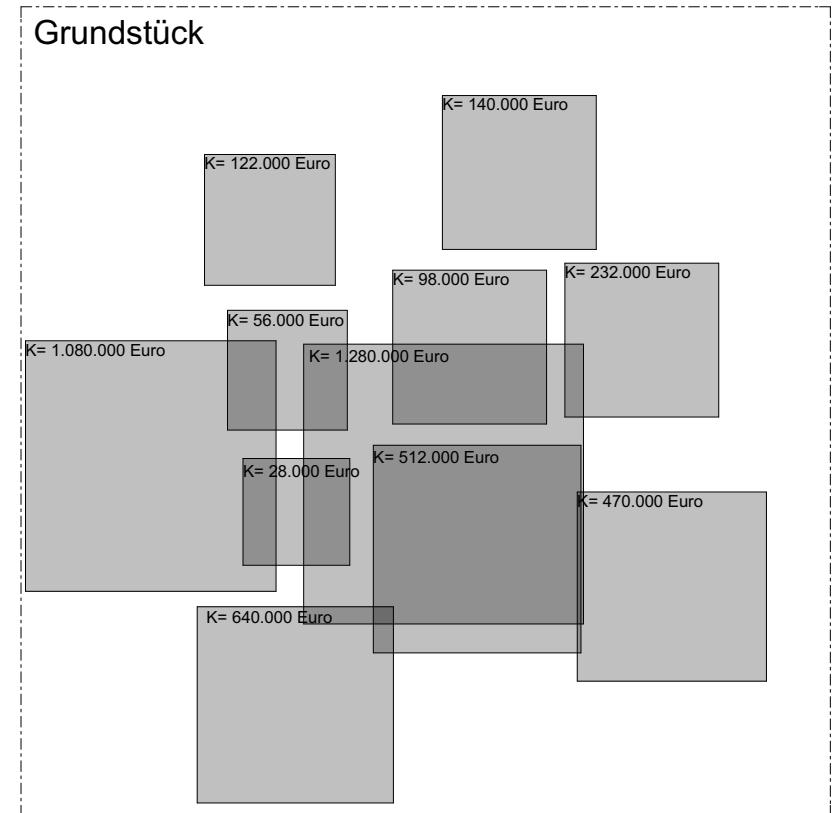 Grundstück
K= 140.000 Euro
K= 122.000 Euro
K= 232.000 Euro
K= 98.000 Euro
K= 56.000 Euro
K= 1.080.000 Euro
K= 1.280.000 Euro
K= 512.000 Euro
K= 28.000 Euro
K= 470.000 Euro
K= 640.000 Euro